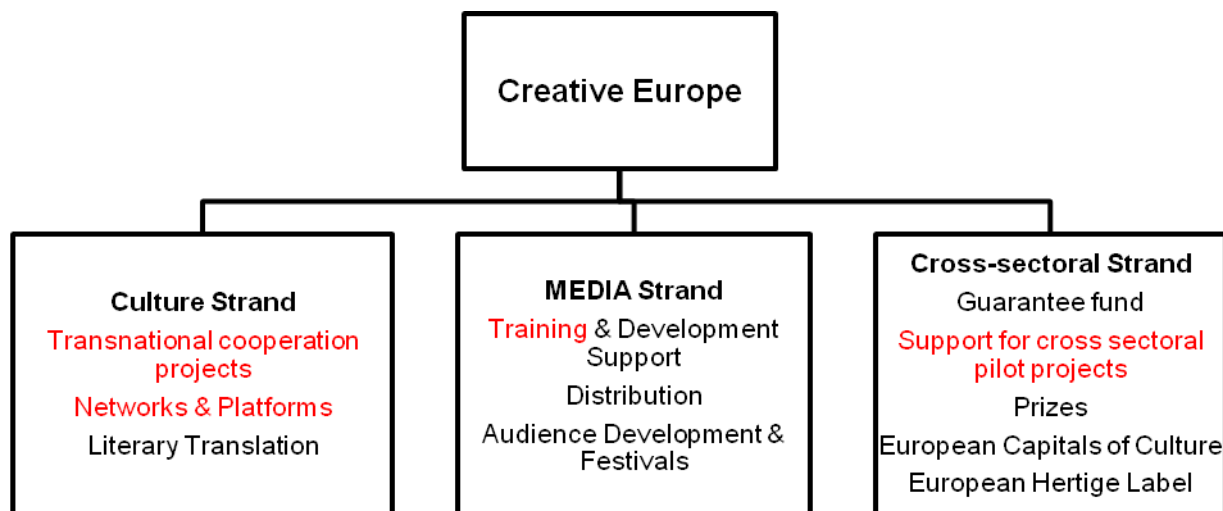 Creative Europe
Culture Strand
Transnational cooperation
projects
Networks & Platforms
Literary Translation
MEDIA Strand
Training & Development
Support
Distribution
Audience Development &
Festivals
Cross-sectoral Strand
Guarantee fund
Support for cross sectoral
pilot projects
Prizes
European Capitals of Culture
European Hertige Label